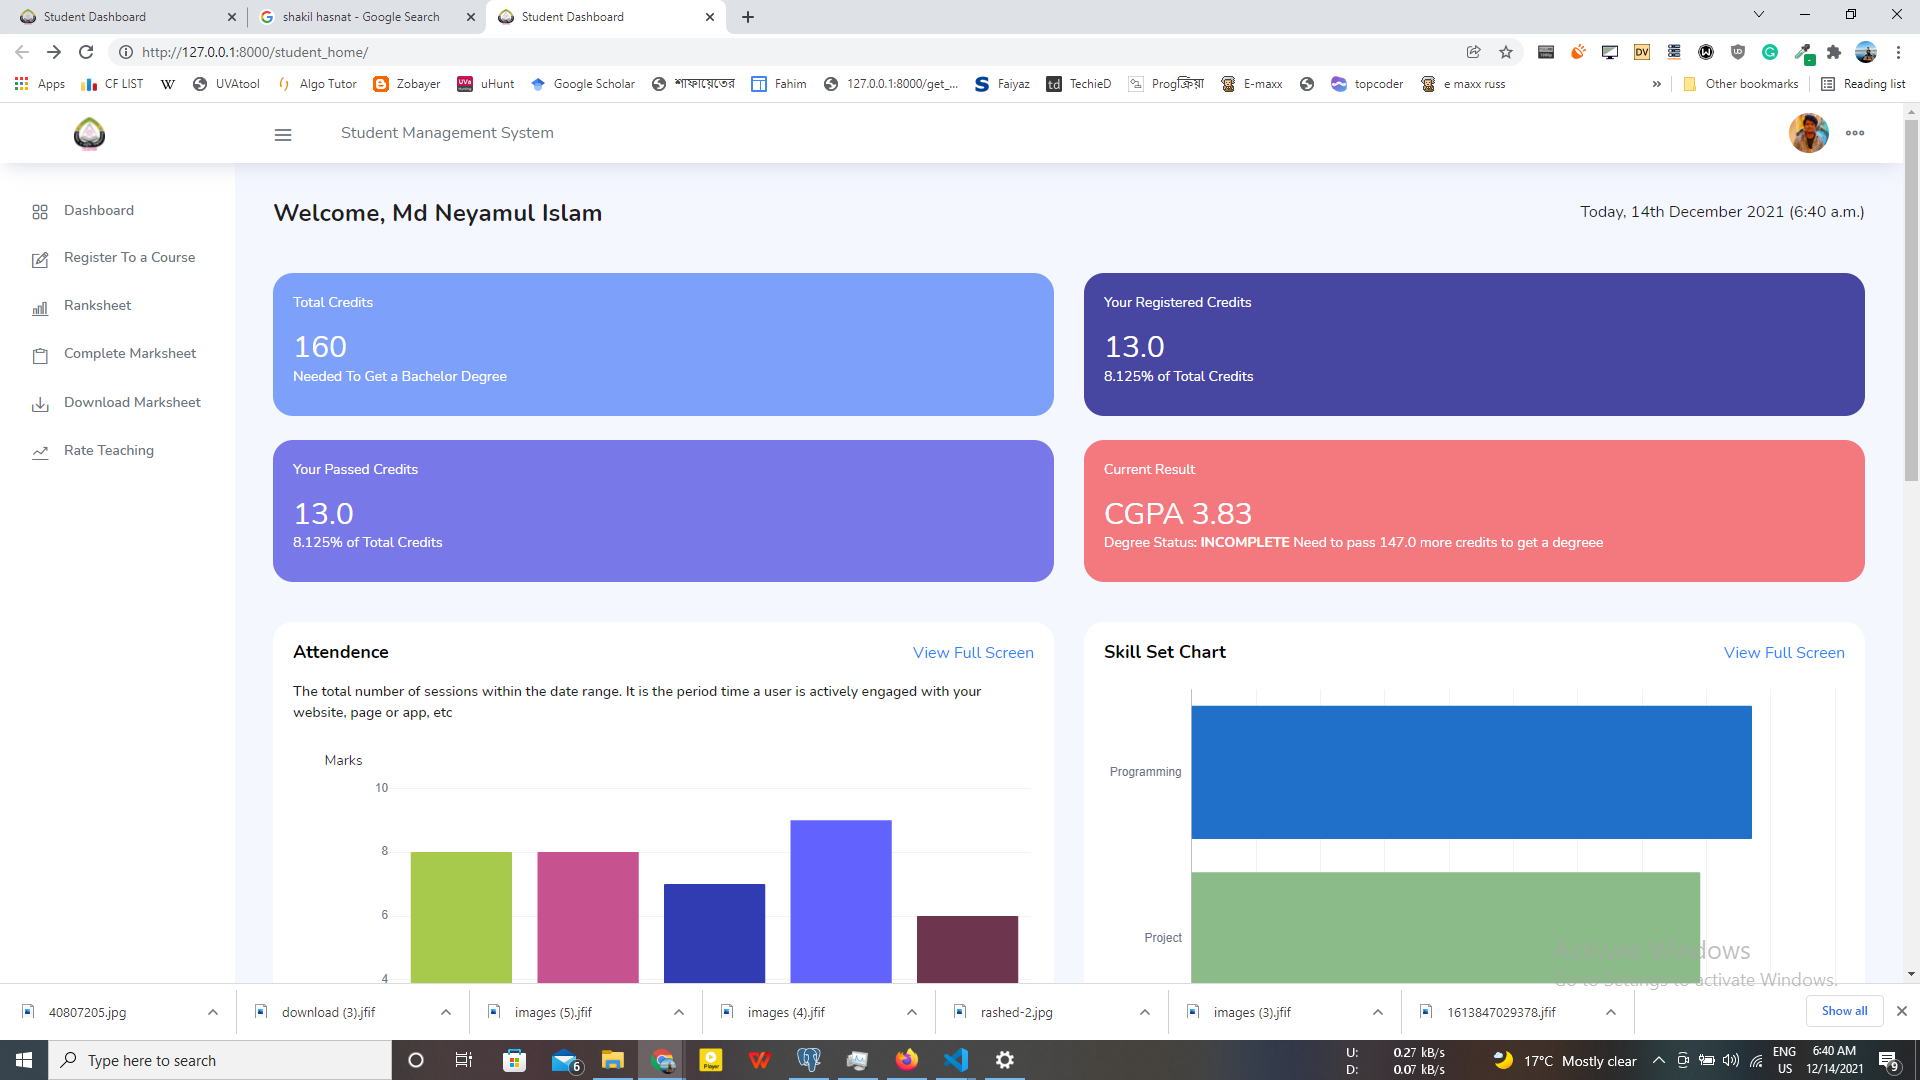 Student Dashboard
shakil hasnat - Google Search
Student Dashboard
http://127.0.0.1:8000/student_home/
Apps
CF LIST
W
UVAtool
Algo Tutor
Zobayer
uHunt
Google Scholar
শাফায়েতের
Fahim
127.0.0.1:8000/get_...
Faiyaz
td
TechieD
Progক্রিয়া
E-maxx
topcoder
e maxx russ
»
Other bookmarks
Reading list
Student Management System
Dashboard
Register To a Course
Ranksheet
Complete Marksheet
Download Marksheet
Rate Teaching
Welcome, Md Neyamul Islam
Today, 14th December 2021 (6:40 a.m.)
Total Credits
160
Needed To Get a Bachelor Degree
Your Registered Credits
13.0
8.125% of Total Credits
Your Passed Credits
13.0
8.125% of Total Credits
Current Result
CGPA 3.83
Degree Status: INCOMPLETE Need to pass 147.0 more credits to get a degreee
Attendence
View Full Screen
The total number of sessions within the date range. It is the period time a user is actively engaged with your
website, page or app, etc
Marks
10
8
6
4
Skill Set Chart
View Full Screen
Programming
Project
Activate Windows
Go to Settings to activate Windows.
40807205.jpg
download (3).jfif
images (5).jfif
images (4).jfif
rashed-2.jpg
images (3).jfif
1613847029378.jfif
Show all
Type here to search
6
Player
U: 0.27 kB/s
D: 0.07 kB/s
17°C Mostly clear
ENG
US
6:40 AM
12/14/2021
9